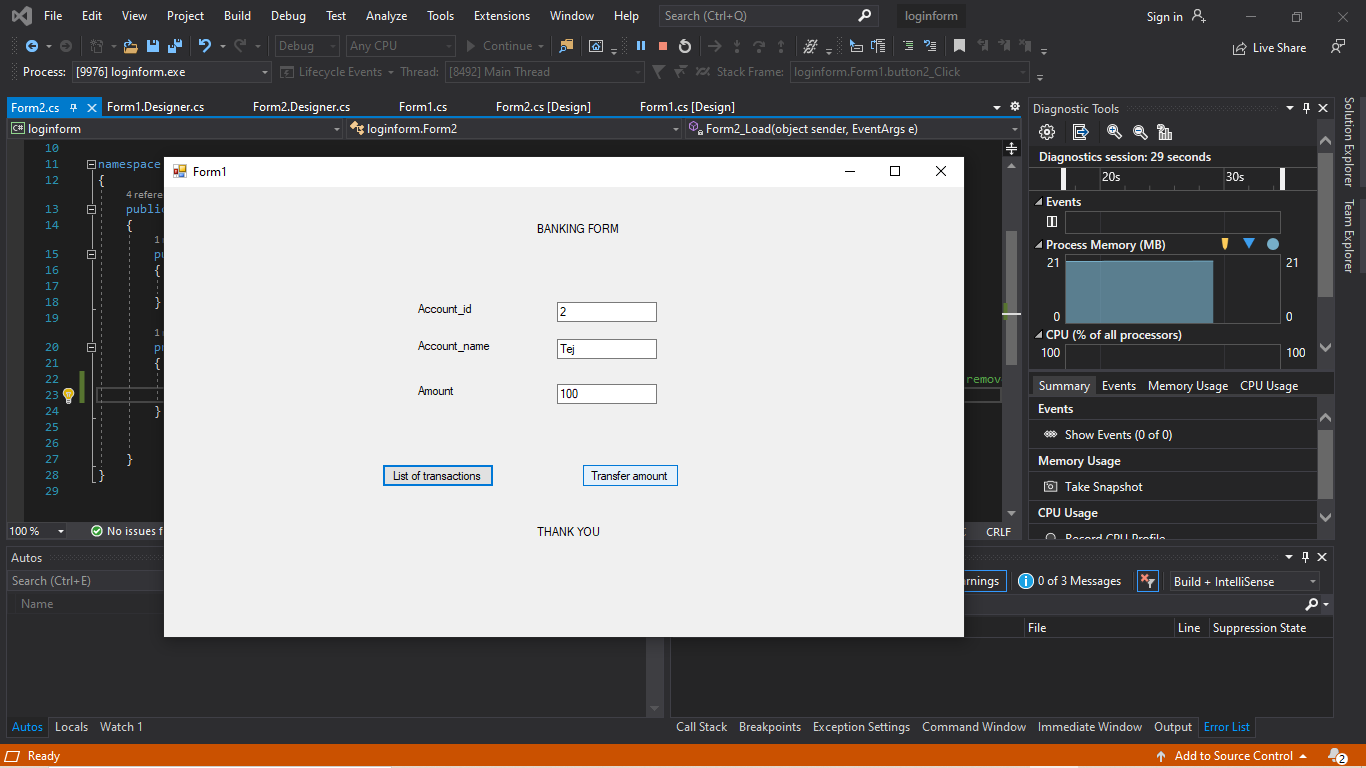 File Edit View Project Build Debug Test Analyze Tools Extensions Window Help Search (Ctrl+Q) loginform Sign in
Debug Any CPU Continue Live Share
Process: [9976] loginform.exe Lifecycle Events Thread: [8492] Main Thread Stack Frame: loginform.Form1.button2_Click
Form2.cs Form1.Designer.cs Form2.Designer.cs Form1.cs Form2.cs [Design] Form1.cs [Design]
C# loginform loginform.Form2 Form2_Load(object sender, EventArgs e)
10
11 namespace
12 {
4 refere
13 public
14 {
15
16 {
17
18 }
19
20
21 {
22 remov
23
24 }
25
26
27 }
28 }
29
100 % No issues f CRLF
Form1
BANKING FORM
Account_id 2
Account_name Tej
Amount 100
List of transactions Transfer amount
THANK YOU
Diagnostic Tools
Diagnostics session: 29 seconds
20s 30s
Events
Process Memory (MB)
21 21
0 0
CPU (% of all processors)
100 100
Summary Events Memory Usage CPU Usage
Events
Show Events (0 of 0)
Memory Usage
Take Snapshot
CPU Usage
Record CPU Profile
Solution Explorer
Team Explorer
Autos
Search (Ctrl+E)
Name
Autos Locals Watch 1
rnings 0 of 3 Messages Build + IntelliSense
File Line Suppression State
Call Stack Breakpoints Exception Settings Command Window Immediate Window Output Error List
Ready Add to Source Control 2